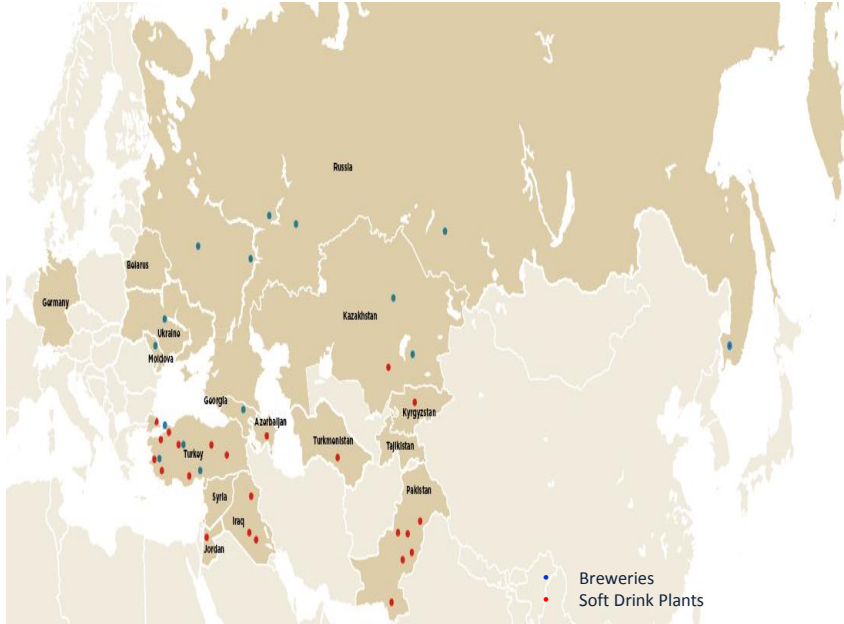 Russia
Belarus
Germany
Ukraine
Moldova
Kazakhstan
Georgia
Azerbaijan
Kyrgyzstan
Turkmenistan
Tajikistan
Turkey
Syria
Pakistan
Iraq
Jordan
Breweries
Soft Drink Plants